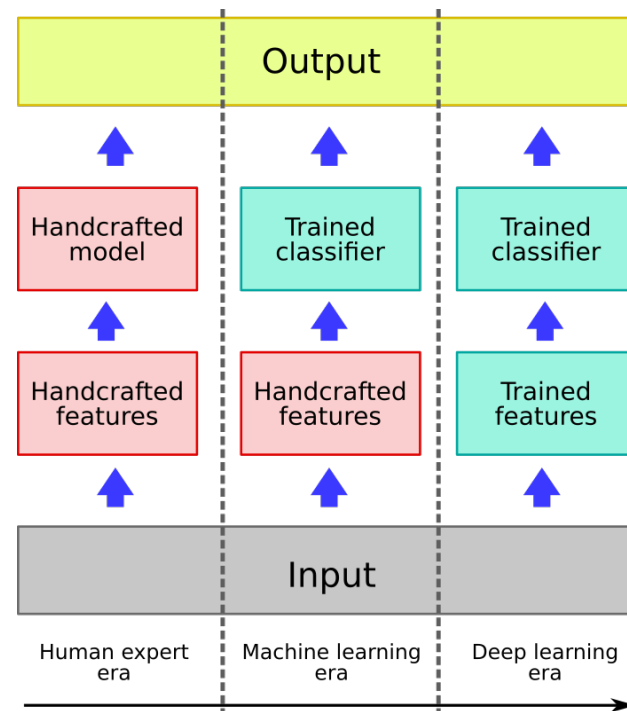 Output
Handcrafted
model
Trained
classifier
Trained
classifier
Handcrafted
features
Handcrafted
features
Trained
features
Input
Human expert
era
Machine learning
era
Deep learning
era